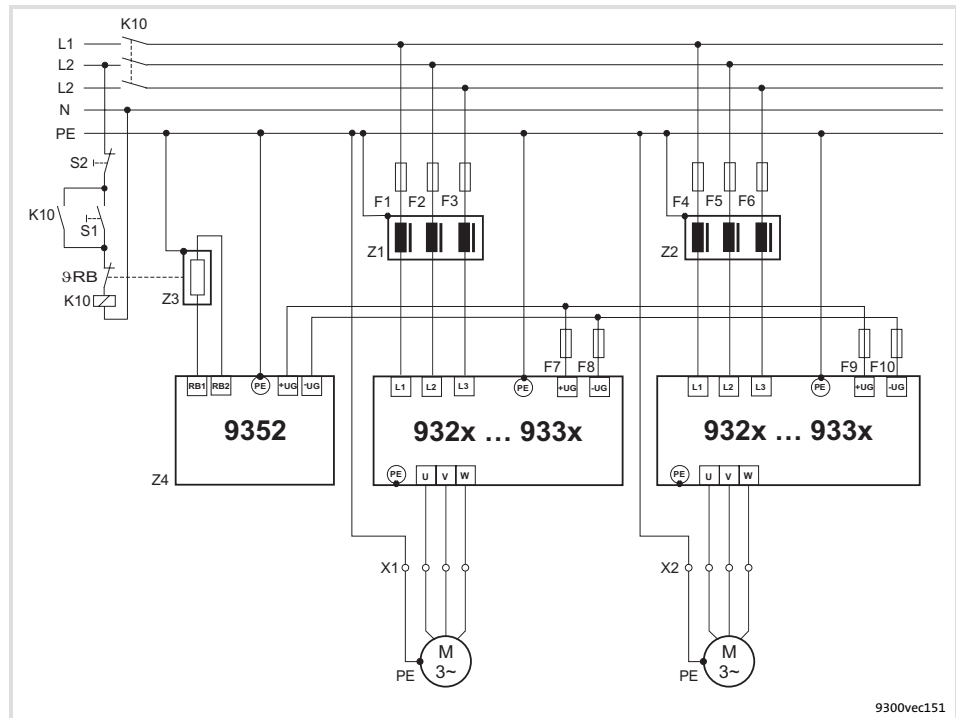 K10
L1
L2
L2
N
PE
S2
K10
S1
ϑRB
K10
Z3
F1 F2 F3
Z1
F4 F5 F6
Z2
F7 F8
F9 F10
RB1 RB2 PE +UG -UG
L1 L2 L3 PE +UG -UG
L1 L2 L3 PE +UG -UG
9352
932x ... 933x
932x ... 933x
Z4
PE U V W
PE U V W
X1
X2
M
3~
PE
M
3~
PE
9300vec151